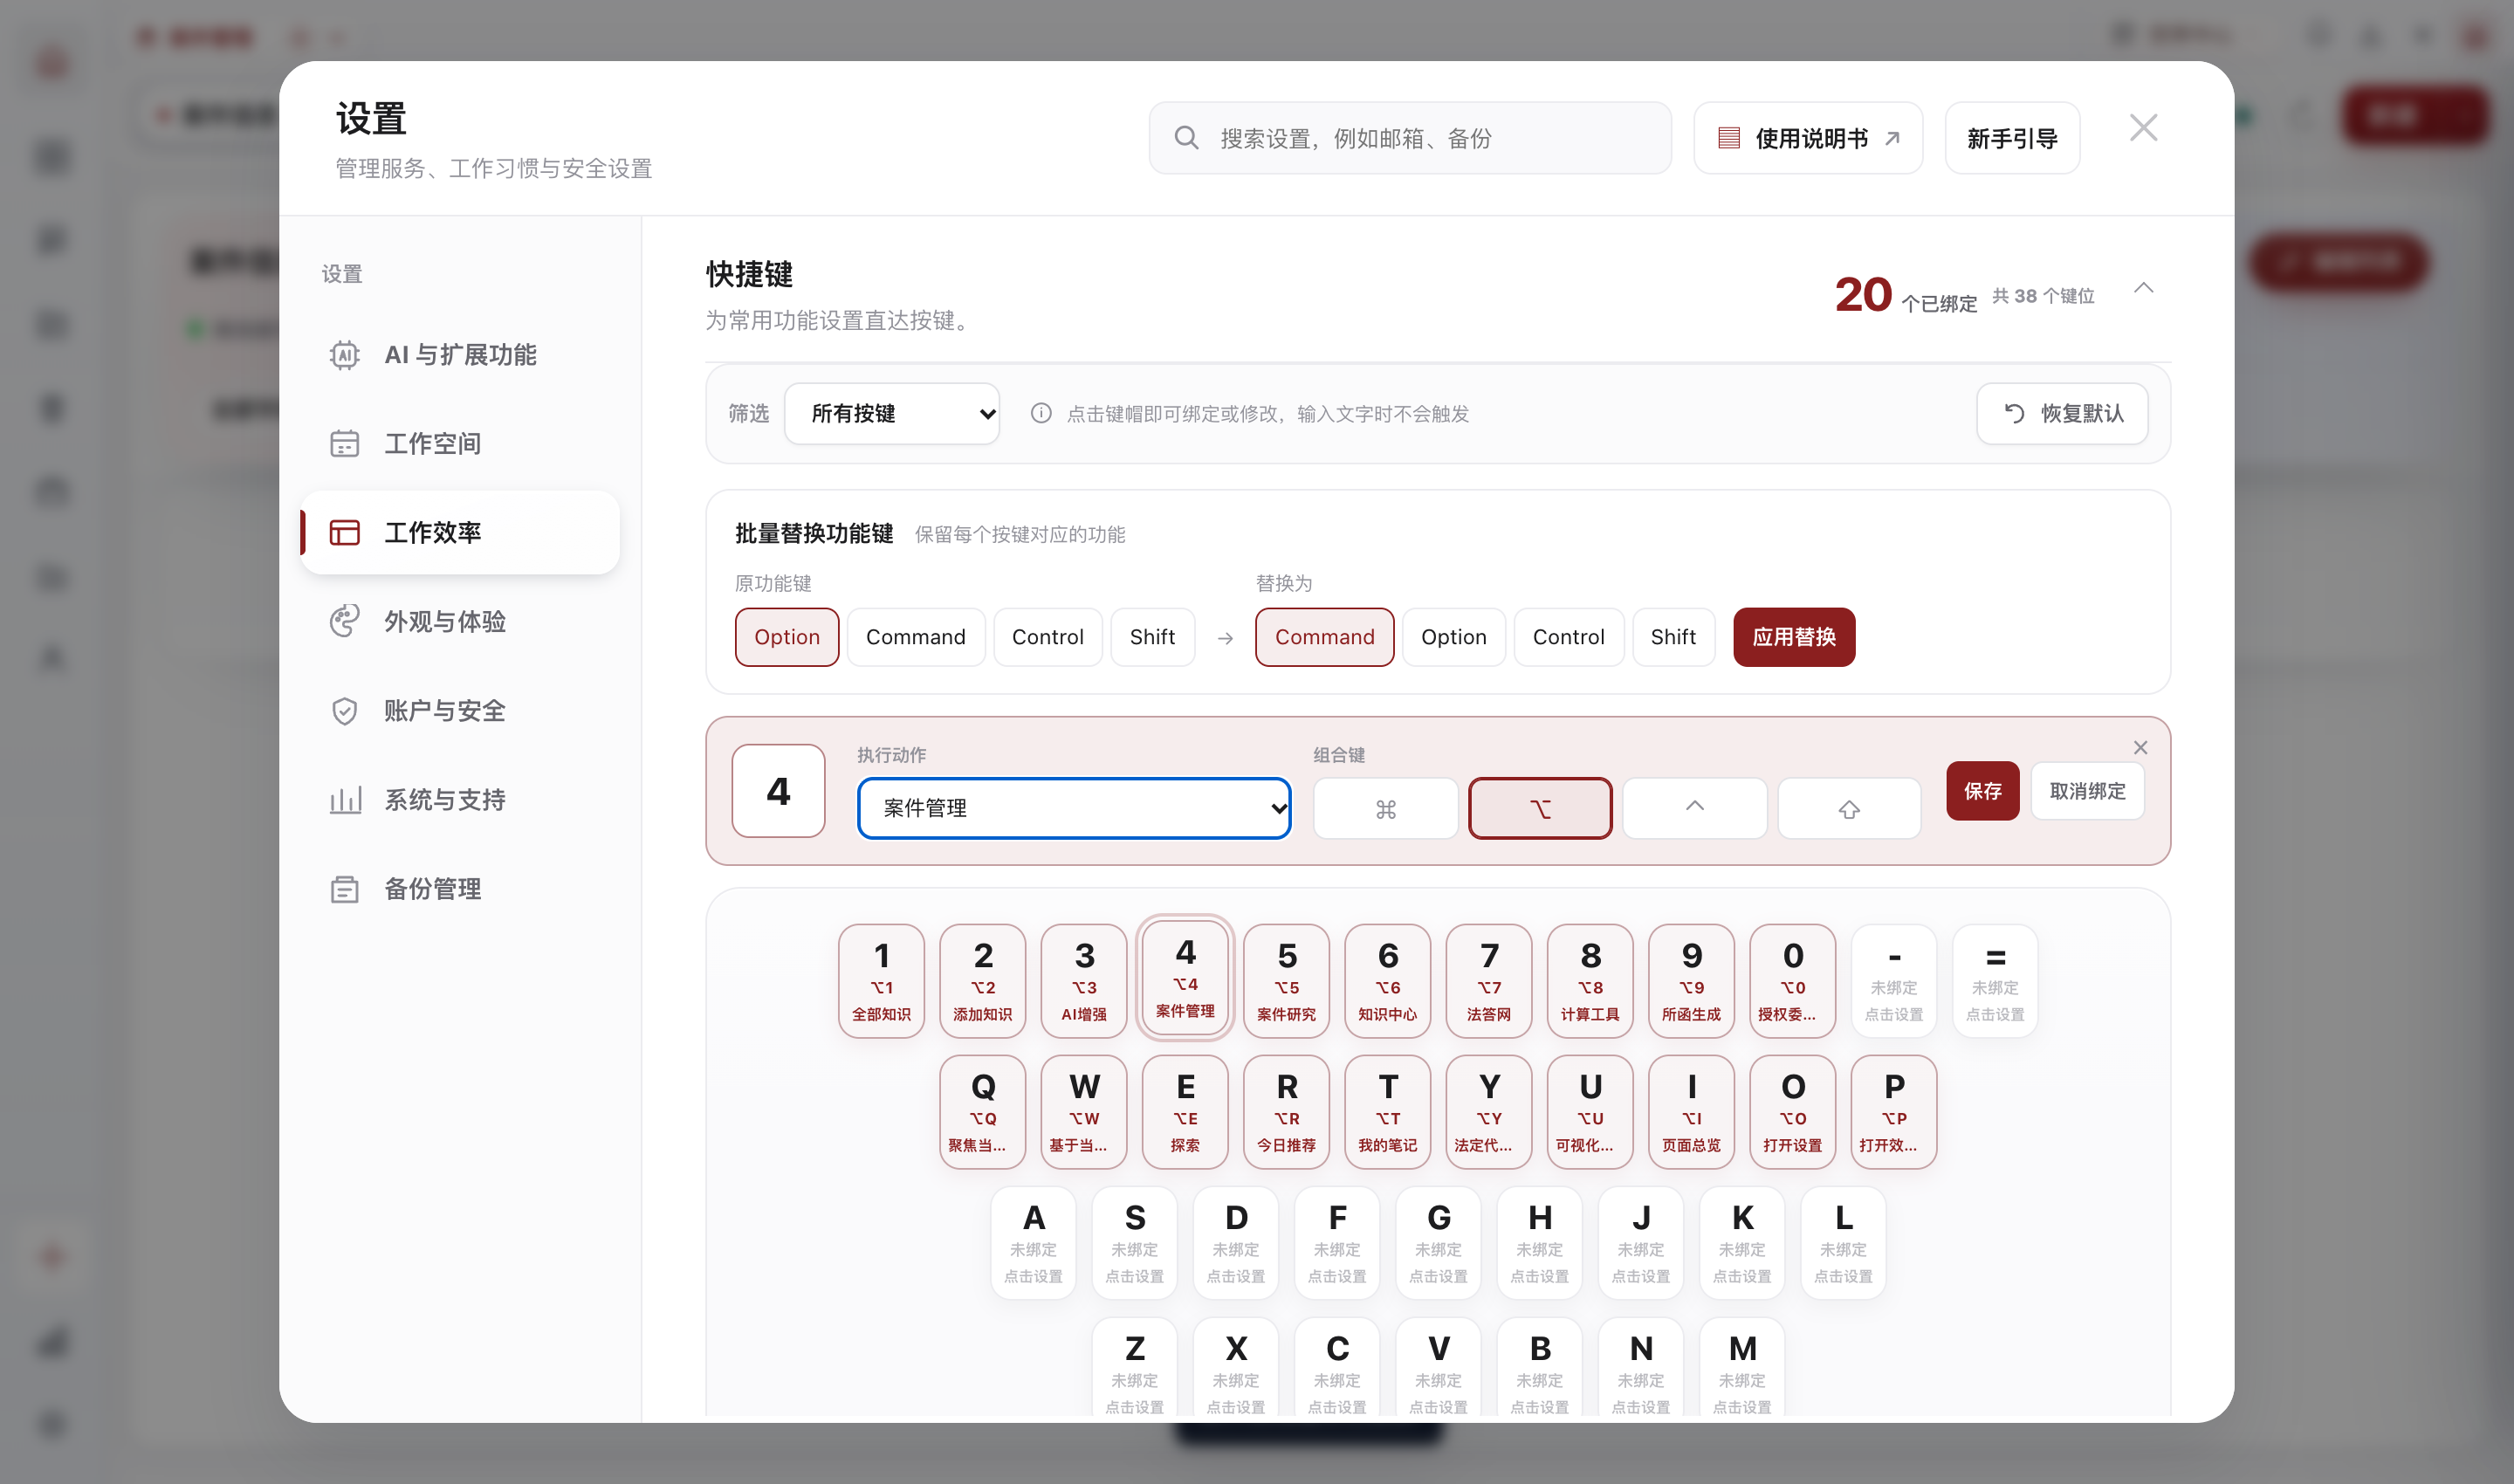 设置
管理服务、工作习惯与安全设置
搜索设置，例如邮箱、备份
使用说明书
新手引导
设置
AI 与扩展功能
工作空间
工作效率
外观与体验
账户与安全
系统与支持
备份管理
快捷键
为常用功能设置直达按键。
20 个已绑定 共 38 个键位
筛选 所有按键 点击键帽即可绑定或修改，输入文字时不会触发 恢复默认
批量替换功能键 保留每个按键对应的功能
原功能键 替换为
Option Command Control Shift → Command Option Control Shift 应用替换
执行动作 组合键
4 案件管理 ⌘ ⌥ ^ ⇧ 保存 取消绑定
1 2 3 4 5 6 7 8 9 0 - =
⌥1 ⌥2 ⌥3 ⌥4 ⌥5 ⌥6 ⌥7 ⌥8 ⌥9 ⌥0 未绑定 未绑定
全部知识 添加知识 AI增强 案件管理 案件研究 知识中心 法答网 计算工具 所函生成 授权委... 点击设置 点击设置
Q W E R T Y U I O P
⌥Q ⌥W ⌥E ⌥R ⌥T ⌥Y ⌥U ⌥I ⌥O ⌥P
聚焦当... 基于当... 探索 今日推荐 我的笔记 法定代... 可视化... 页面总览 打开设置 打开效...
A S D F G H J K L
未绑定 未绑定 未绑定 未绑定 未绑定 未绑定 未绑定 未绑定 未绑定
点击设置 点击设置 点击设置 点击设置 点击设置 点击设置 点击设置 点击设置 点击设置
Z X C V B N M
未绑定 未绑定 未绑定 未绑定 未绑定 未绑定 未绑定
点击设置 点击设置 点击设置 点击设置 点击设置 点击设置 点击设置